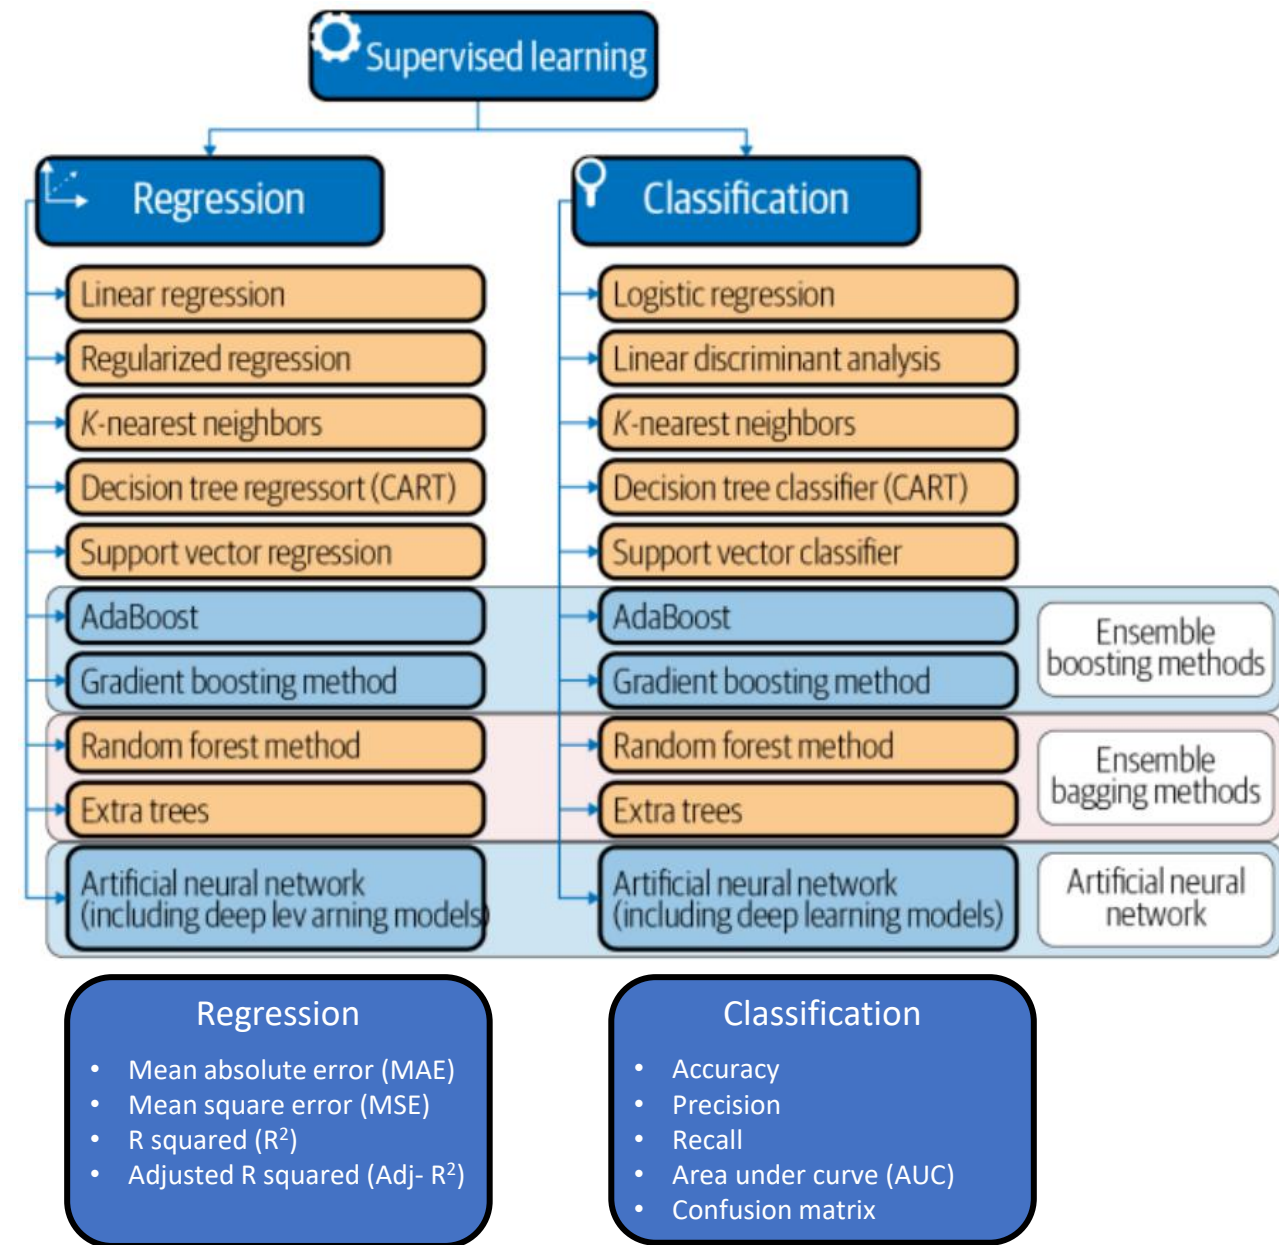 Supervised learning
Regression
Classification
Linear regression
Regularized regression
K-nearest neighbors
Decision tree regressort (CART)
Support vector regression
AdaBoost
Gradient boosting method
Random forest method
Extra trees
Artificial neural network
(including deep lev arning models)
Logistic regression
Linear discriminant analysis
K-nearest neighbors
Decision tree classifier (CART)
Support vector classifier
AdaBoost
Gradient boosting method
Random forest method
Extra trees
Artificial neural network
(including deep learning models)
Ensemble
boosting methods
Ensemble
bagging methods
Artificial neural
network
Regression
• Mean absolute error (MAE)
• Mean square error (MSE)
• R squared (R²)
• Adjusted R squared (Adj- R²)
Classification
• Accuracy
• Precision
• Recall
• Area under curve (AUC)
• Confusion matrix